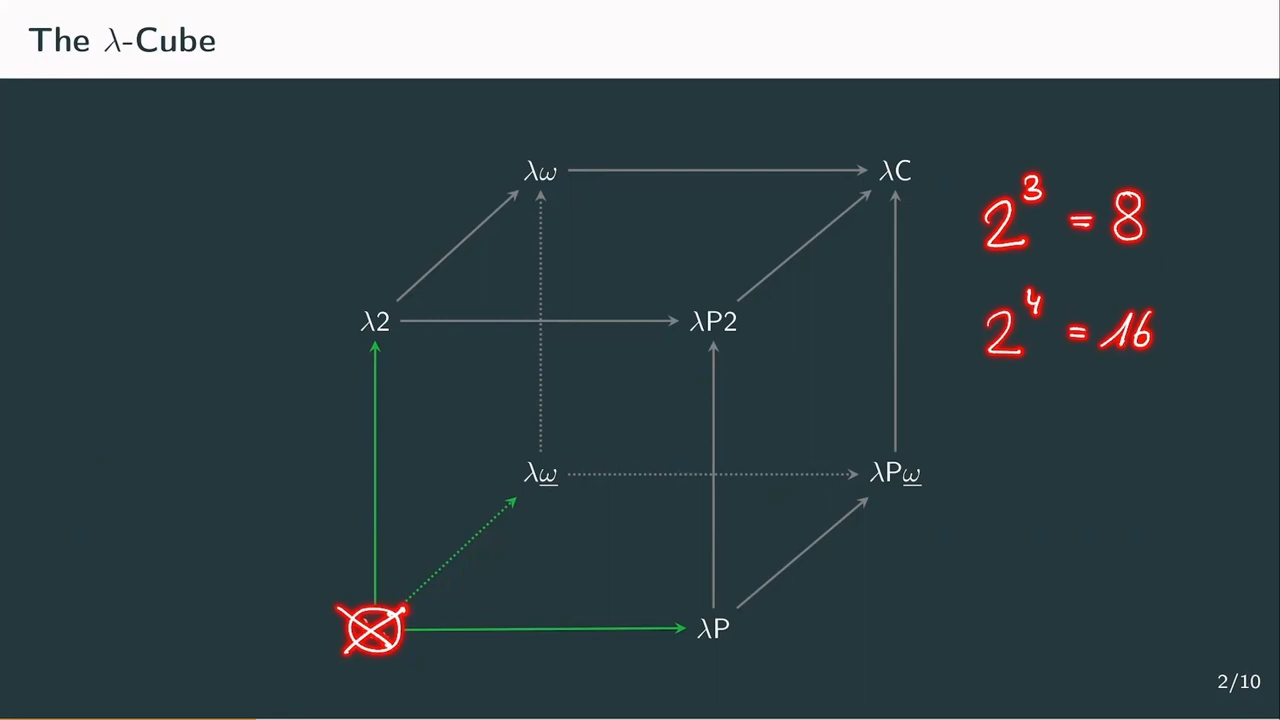 The λ-Cube
λω
λC
2³ = 8
λ2
λP2
2⁴ = 16
λω̲
λPω̲
λP
2/10